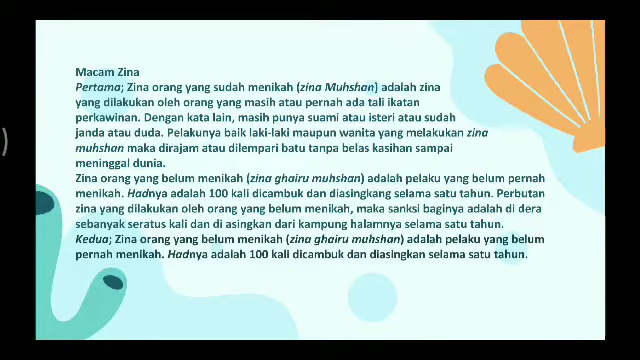 Macam Zina
Pertama; Zina orang yang sudah menikah (zina Muhshan) adalah zina
yang dilakukan oleh orang yang masih atau pernah ada tali ikatan
perkawinan. Dengan kata lain, masih punya suami atau isteri atau sudah
janda atau duda. Pelakunya baik laki-laki maupun wanita yang melakukan zina
muhshan maka dirajam atau dilempari batu tanpa belas kasihan sampai
meninggal dunia.
Zina orang yang belum menikah (zina ghairu muhshan) adalah pelaku yang belum pernah
menikah. Hadnya adalah 100 kali dicambuk dan diasingkang selama satu tahun. Perbutan
zina yang dilakukan oleh orang yang belum menikah, maka sanksi baginya adalah di dera
sebanyak seratus kali dan di asingkan dari kampung halamnya selama satu tahun.
Kedua; Zina orang yang belum menikah (zina ghairu muhshan) adalah pelaku yang belum
pernah menikah. Hadnya adalah 100 kali dicambuk dan diasingkan selama satu tahun.